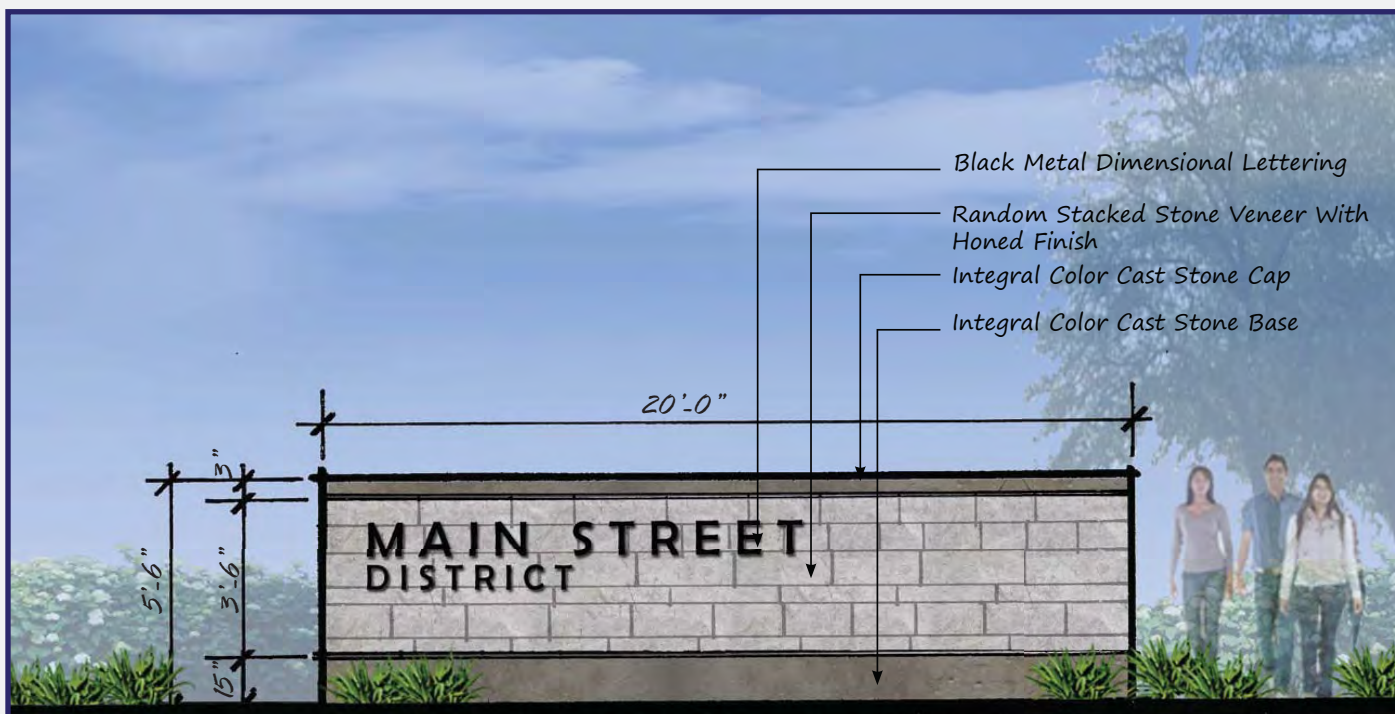 Black Metal Dimensional Lettering
Random Stacked Stone Veneer With
Honed Finish
Integral Color Cast Stone Cap
Integral Color Cast Stone Base
20'-0"
3"
5'-6"
3'-6"
15"
MAIN STREET
DISTRICT